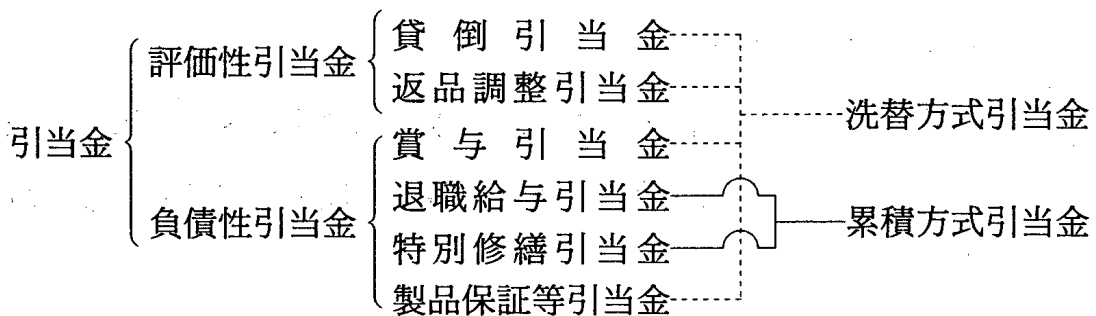 引当金
評価性引当金
貸倒引当金
返品調整引当金
負債性引当金
賞与引当金
退職給与引当金
特別修繕引当金
製品保証等引当金
洗替方式引当金
累積方式引当金